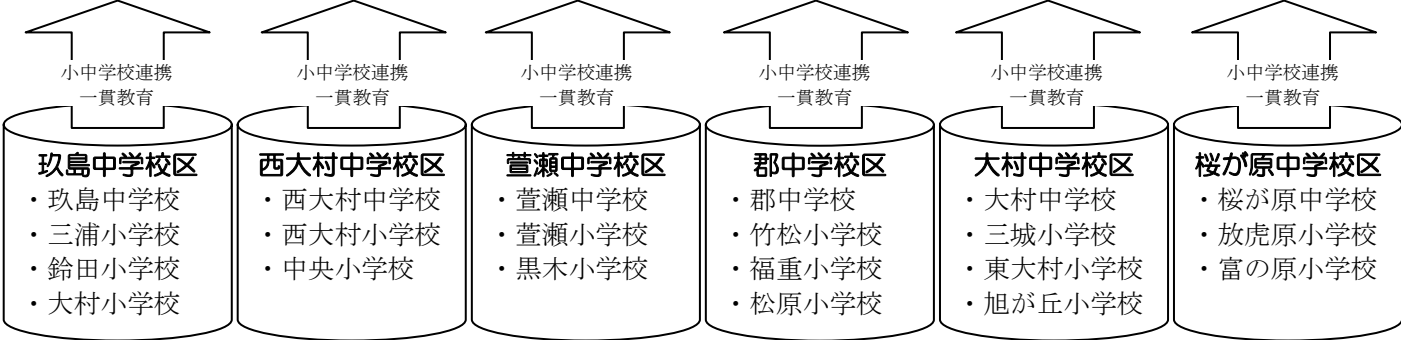 小中学校連携
一貫教育
玖島中学校区
・玖島中学校
・三浦小学校
・鈴田小学校
・大村小学校
小中学校連携
一貫教育
西大村中学校区
・西大村中学校
・西大村小学校
・中央小学校
小中学校連携
一貫教育
萱瀬中学校区
・萱瀬中学校
・萱瀬小学校
・黒木小学校
小中学校連携
一貫教育
郡中学校区
・郡中学校
・竹松小学校
・福重小学校
・松原小学校
小中学校連携
一貫教育
大村中学校区
・大村中学校
・三城小学校
・東大村小学校
・旭が丘小学校
小中学校連携
一貫教育
桜が原中学校区
・桜が原中学校
・放虎原小学校
・富の原小学校